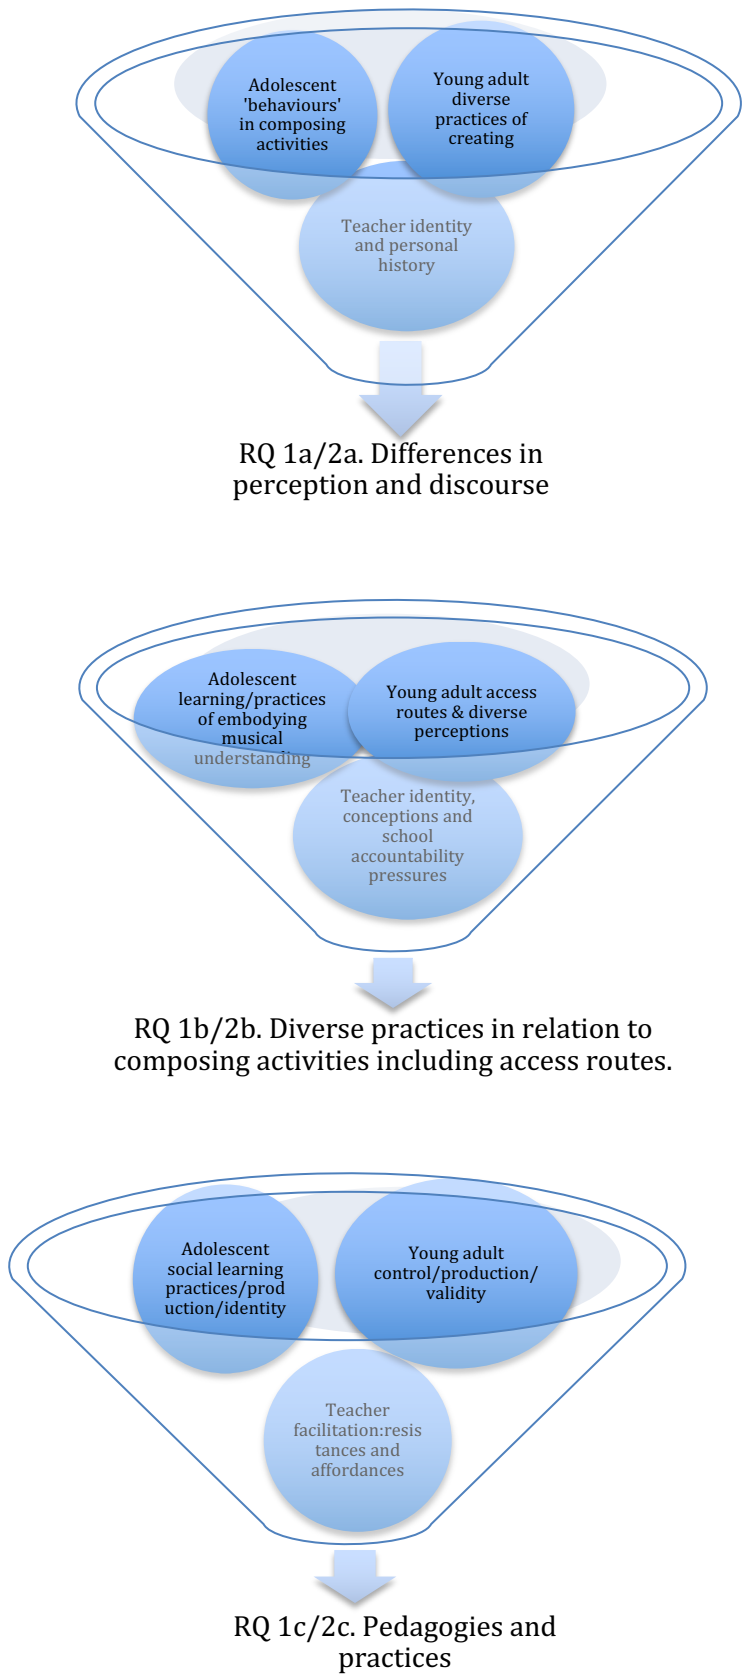 Adolescent
'behaviours'
in composing
activities
Young adult
diverse
practices of
creating
Teacher identity
and personal
history
RQ 1a/2a. Differences in
perception and discourse
Adolescent
learning/practices
of embodying
musical
understanding
Young adult access
routes & diverse
perceptions
Teacher identity,
conceptions and
school
accountability
pressures
RQ 1b/2b. Diverse practices in relation to
composing activities including access routes.
Adolescent
social learning
practices/prod
uction/identity
Young adult
control/production/
validity
Teacher
facilitation:resis
tances and
affordances
RQ 1c/2c. Pedagogies and
practices